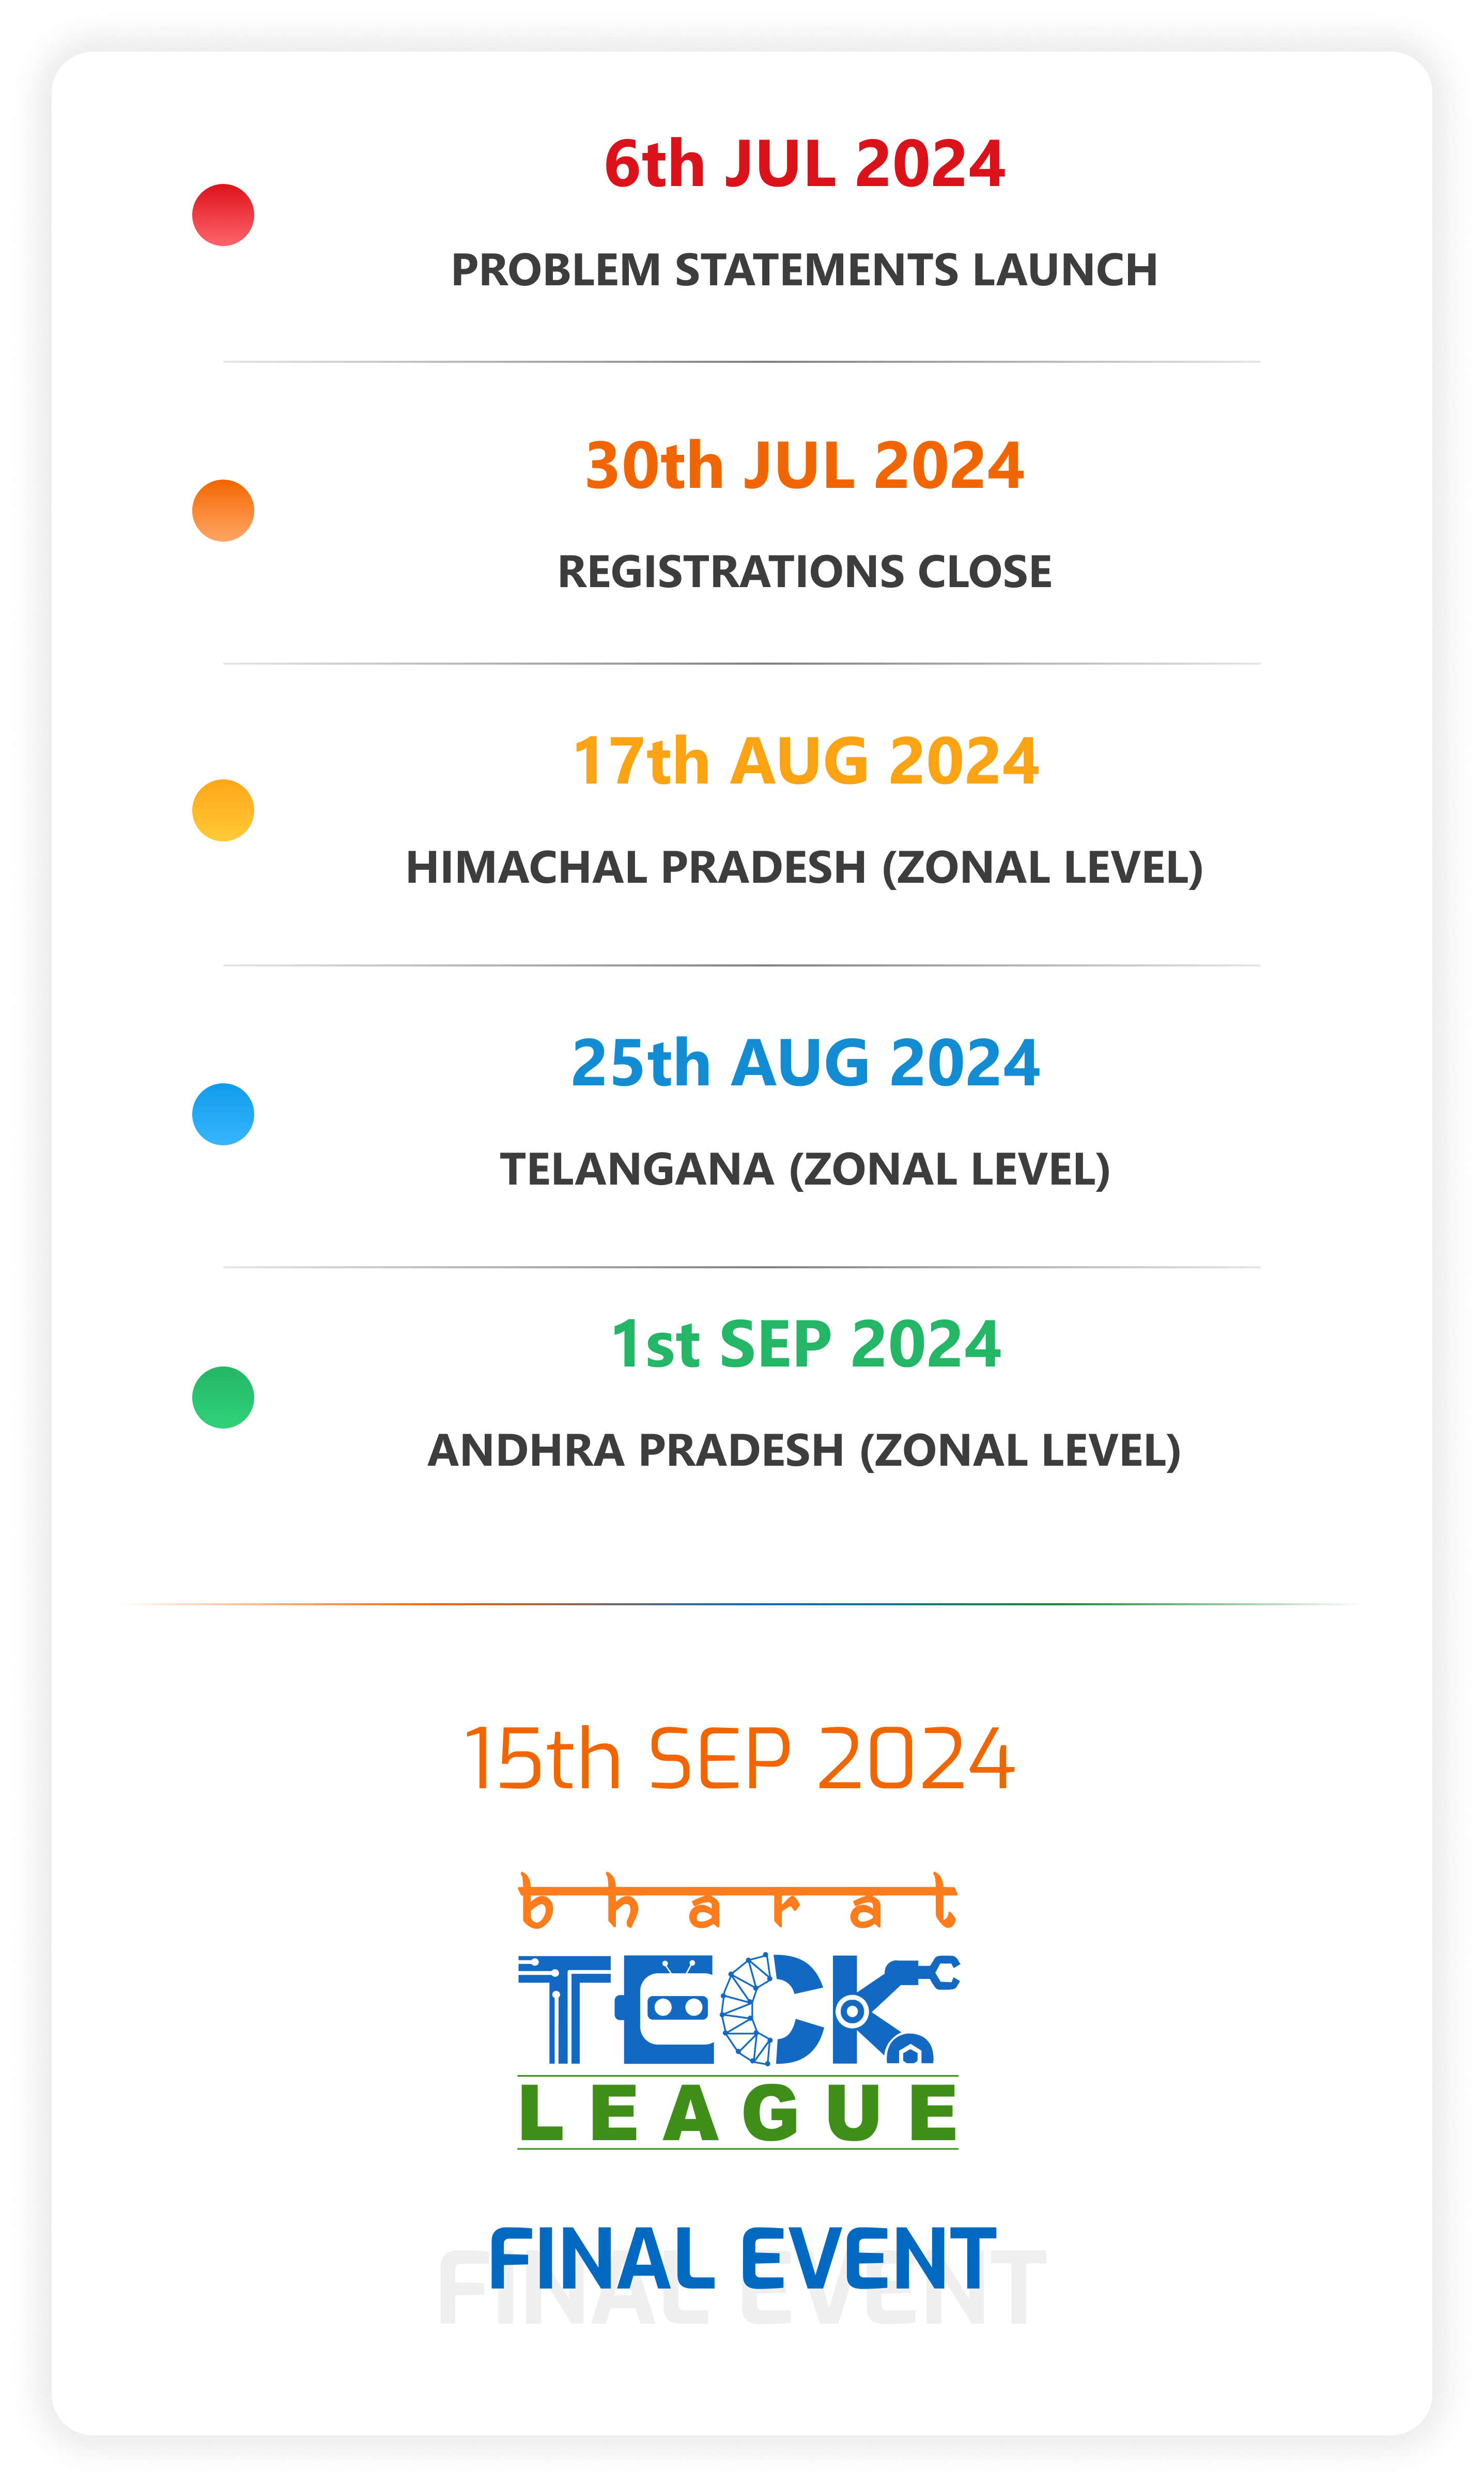 6th JUL 2024
PROBLEM STATEMENTS LAUNCH
30th JUL 2024
REGISTRATIONS CLOSE
17th AUG 2024
HIMACHAL PRADESH (ZONAL LEVEL)
25th AUG 2024
TELANGANA (ZONAL LEVEL)
1st SEP 2024
ANDHRA PRADESH (ZONAL LEVEL)
15th SEP 2024
bharat
TECK
LEAGUE
FINAL EVENT
FINAL EVENT